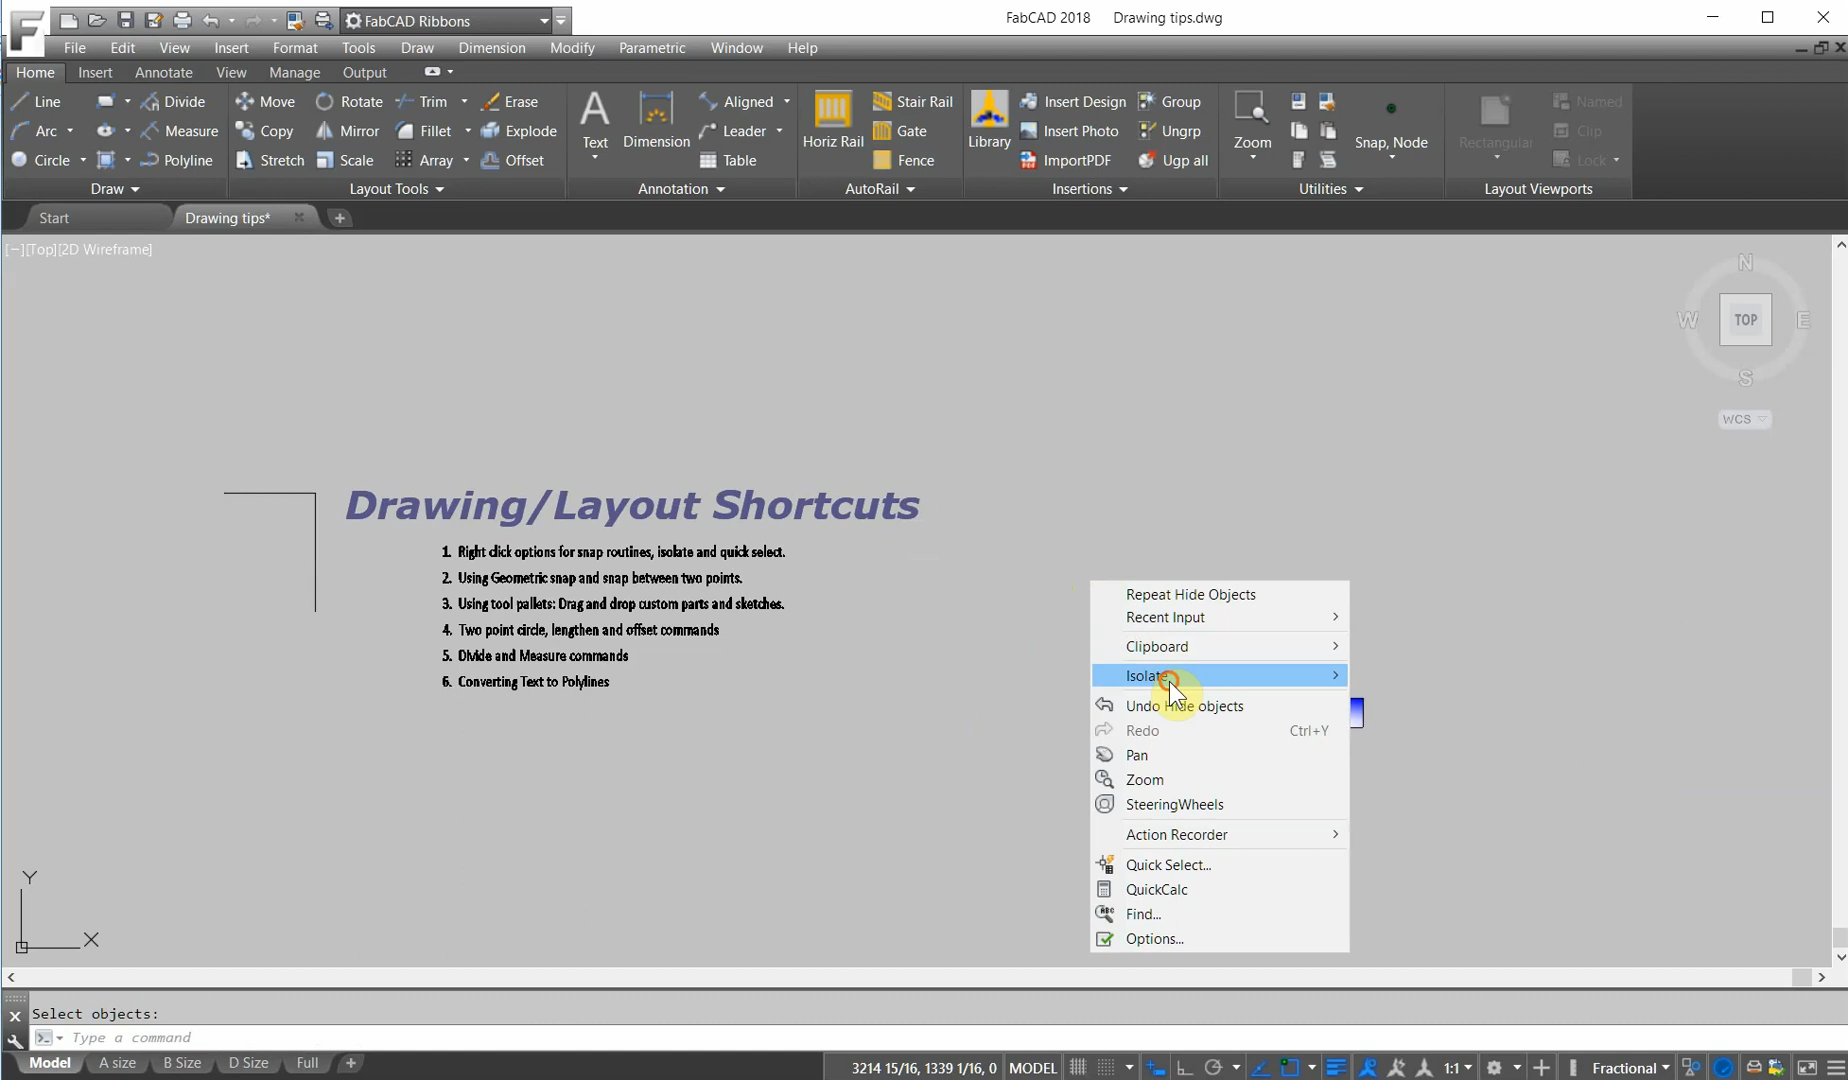 FabCAD Ribbons
FabCAD 2018 Drawing tips.dwg
File Edit View Insert Format Tools Draw Dimension Modify Parametric Window Help
Home Insert Annotate View Manage Output
Line Divide Move Rotate Trim Erase Aligned Stair Rail Insert Design Group Named
Arc Measure Copy Mirror Fillet Explode Leader Gate Insert Photo Ungrp Clip
Circle Polyline Stretch Scale Array Offset Table Fence ImportPDF Ugp all Lock
Text Dimension Horiz Rail Library Zoom Snap, Node Rectangular
Draw Layout Tools Annotation AutoRail Insertions Utilities Layout Viewports
Start Drawing tips*
[−][Top][2D Wireframe]
N
W TOP E
S
WCS
Drawing/Layout Shortcuts
1. Right click options for snap routines, isolate and quick select.
2. Using Geometric snap and snap between two points.
3. Using tool pallets: Drag and drop custom parts and sketches.
4. Two point circle, lengthen and offset commands
5. Divide and Measure commands
6. Converting Text to Polylines
Repeat Hide Objects
Recent Input
Clipboard
Isolate
Undo Hide objects
Redo Ctrl+Y
Pan
Zoom
SteeringWheels
Action Recorder
Quick Select...
QuickCalc
Find...
Options...
Y
X
Select objects:
Type a command
Model A size B Size D Size Full
3214 15/16, 1339 1/16, 0 MODEL 1:1 Fractional